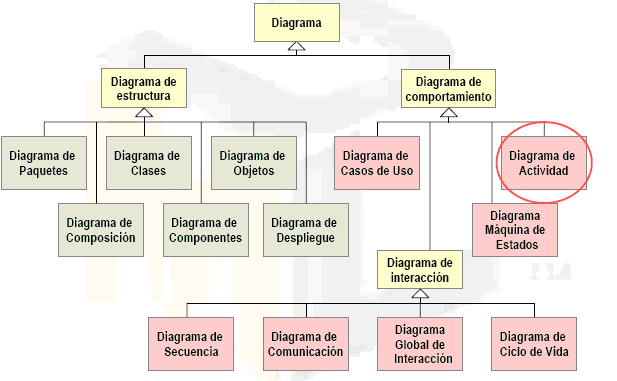 Diagrama
Diagrama de
estructura
Diagrama de
comportamiento
Diagrama de
Paquetes
Diagrama de
Clases
Diagrama de
Objetos
Diagrama de
Casos de Uso
Diagrama de
Actividad
Diagrama de
Composición
Diagrama de
Componentes
Diagrama de
Despliegue
Diagrama
Máquina de
Estados
Diagrama de
interacción
Diagrama de
Secuencia
Diagrama de
Comunicación
Diagrama
Global de
Interacción
Diagrama de
Ciclo de Vida